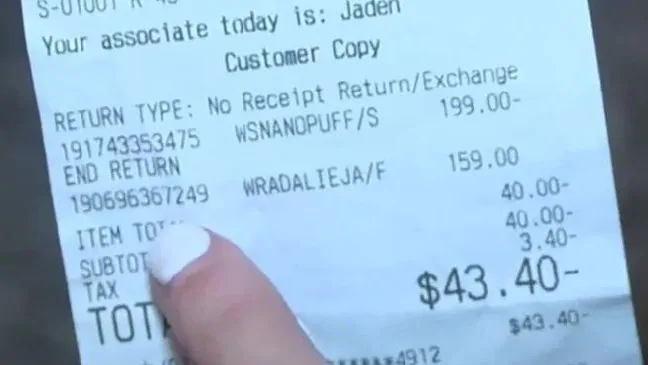 Your associate today is: Jaden
Customer Copy
RETURN TYPE: No Receipt Return/Exchange
191743353475 WSNANOPUFF/S 199.00-
END RETURN
190696367249 WRADALIEJA/F 159.00
ITEM 40.00-
40.00-
TAX 3.40-
$43.40-
$43.40-
4912